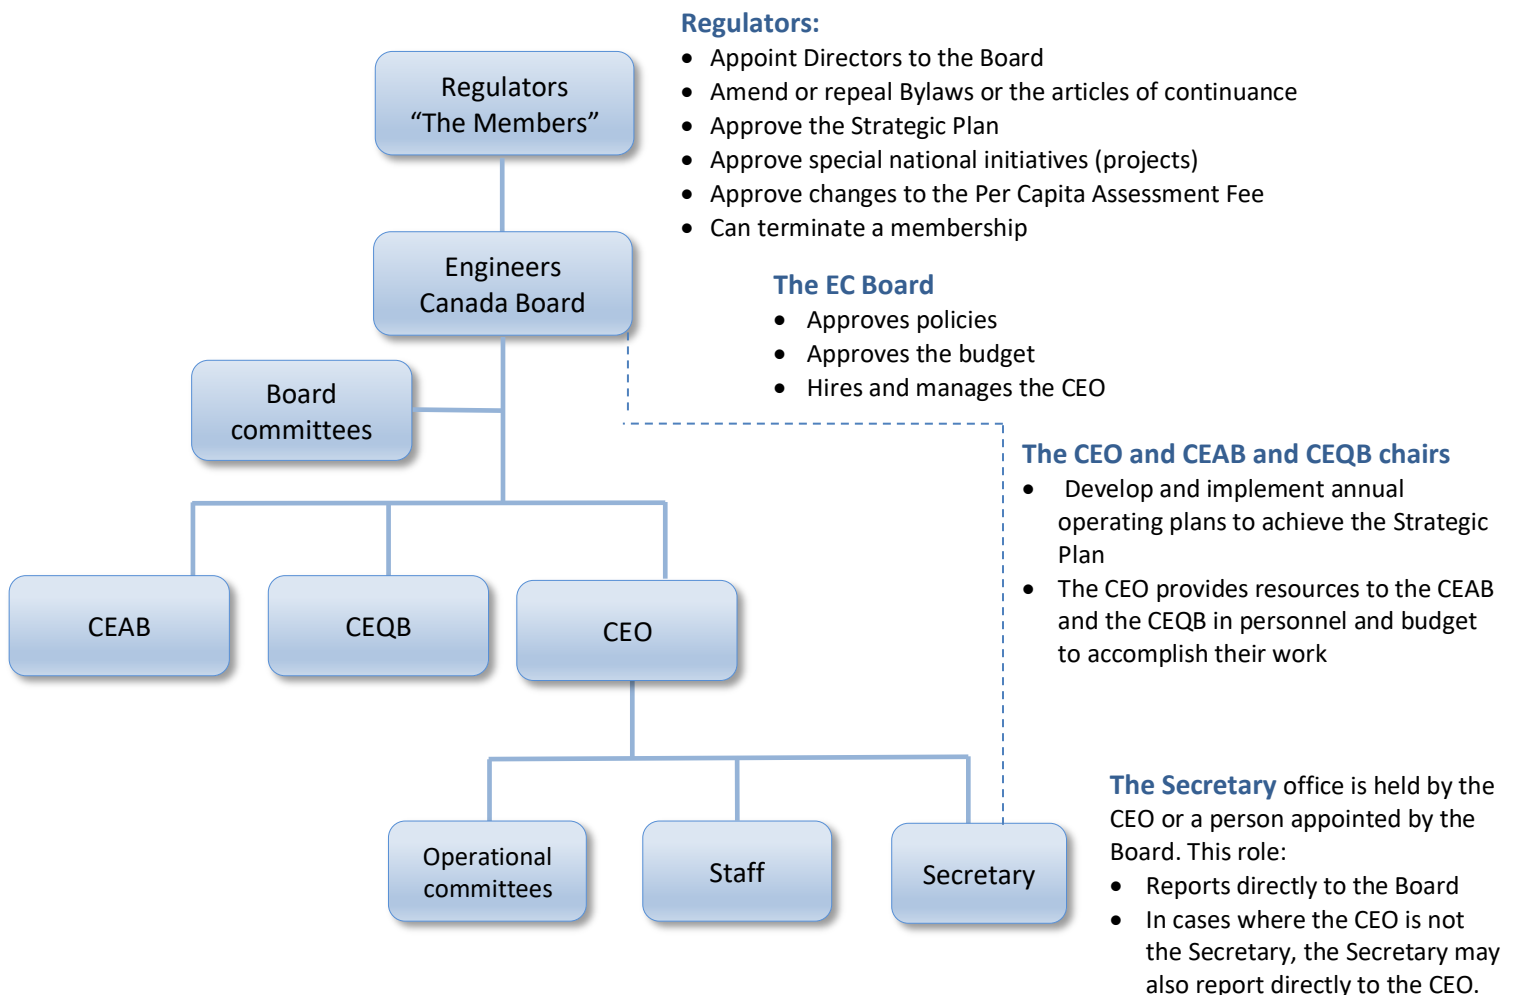 Regulators:
• Appoint Directors to the Board
• Amend or repeal Bylaws or the articles of continuance
• Approve the Strategic Plan
• Approve special national initiatives (projects)
• Approve changes to the Per Capita Assessment Fee
• Can terminate a membership
Regulators
“The Members”
Engineers
Canada Board
The EC Board
• Approves policies
• Approves the budget
• Hires and manages the CEO
Board
committees
The CEO and CEAB and CEQB chairs
• Develop and implement annual
operating plans to achieve the Strategic
Plan
• The CEO provides resources to the CEAB
and the CEQB in personnel and budget
to accomplish their work
CEAB
CEQB
CEO
Operational
committees
Staff
Secretary
The Secretary office is held by the
CEO or a person appointed by the
Board. This role:
• Reports directly to the Board
• In cases where the CEO is not
the Secretary, the Secretary may
also report directly to the CEO.